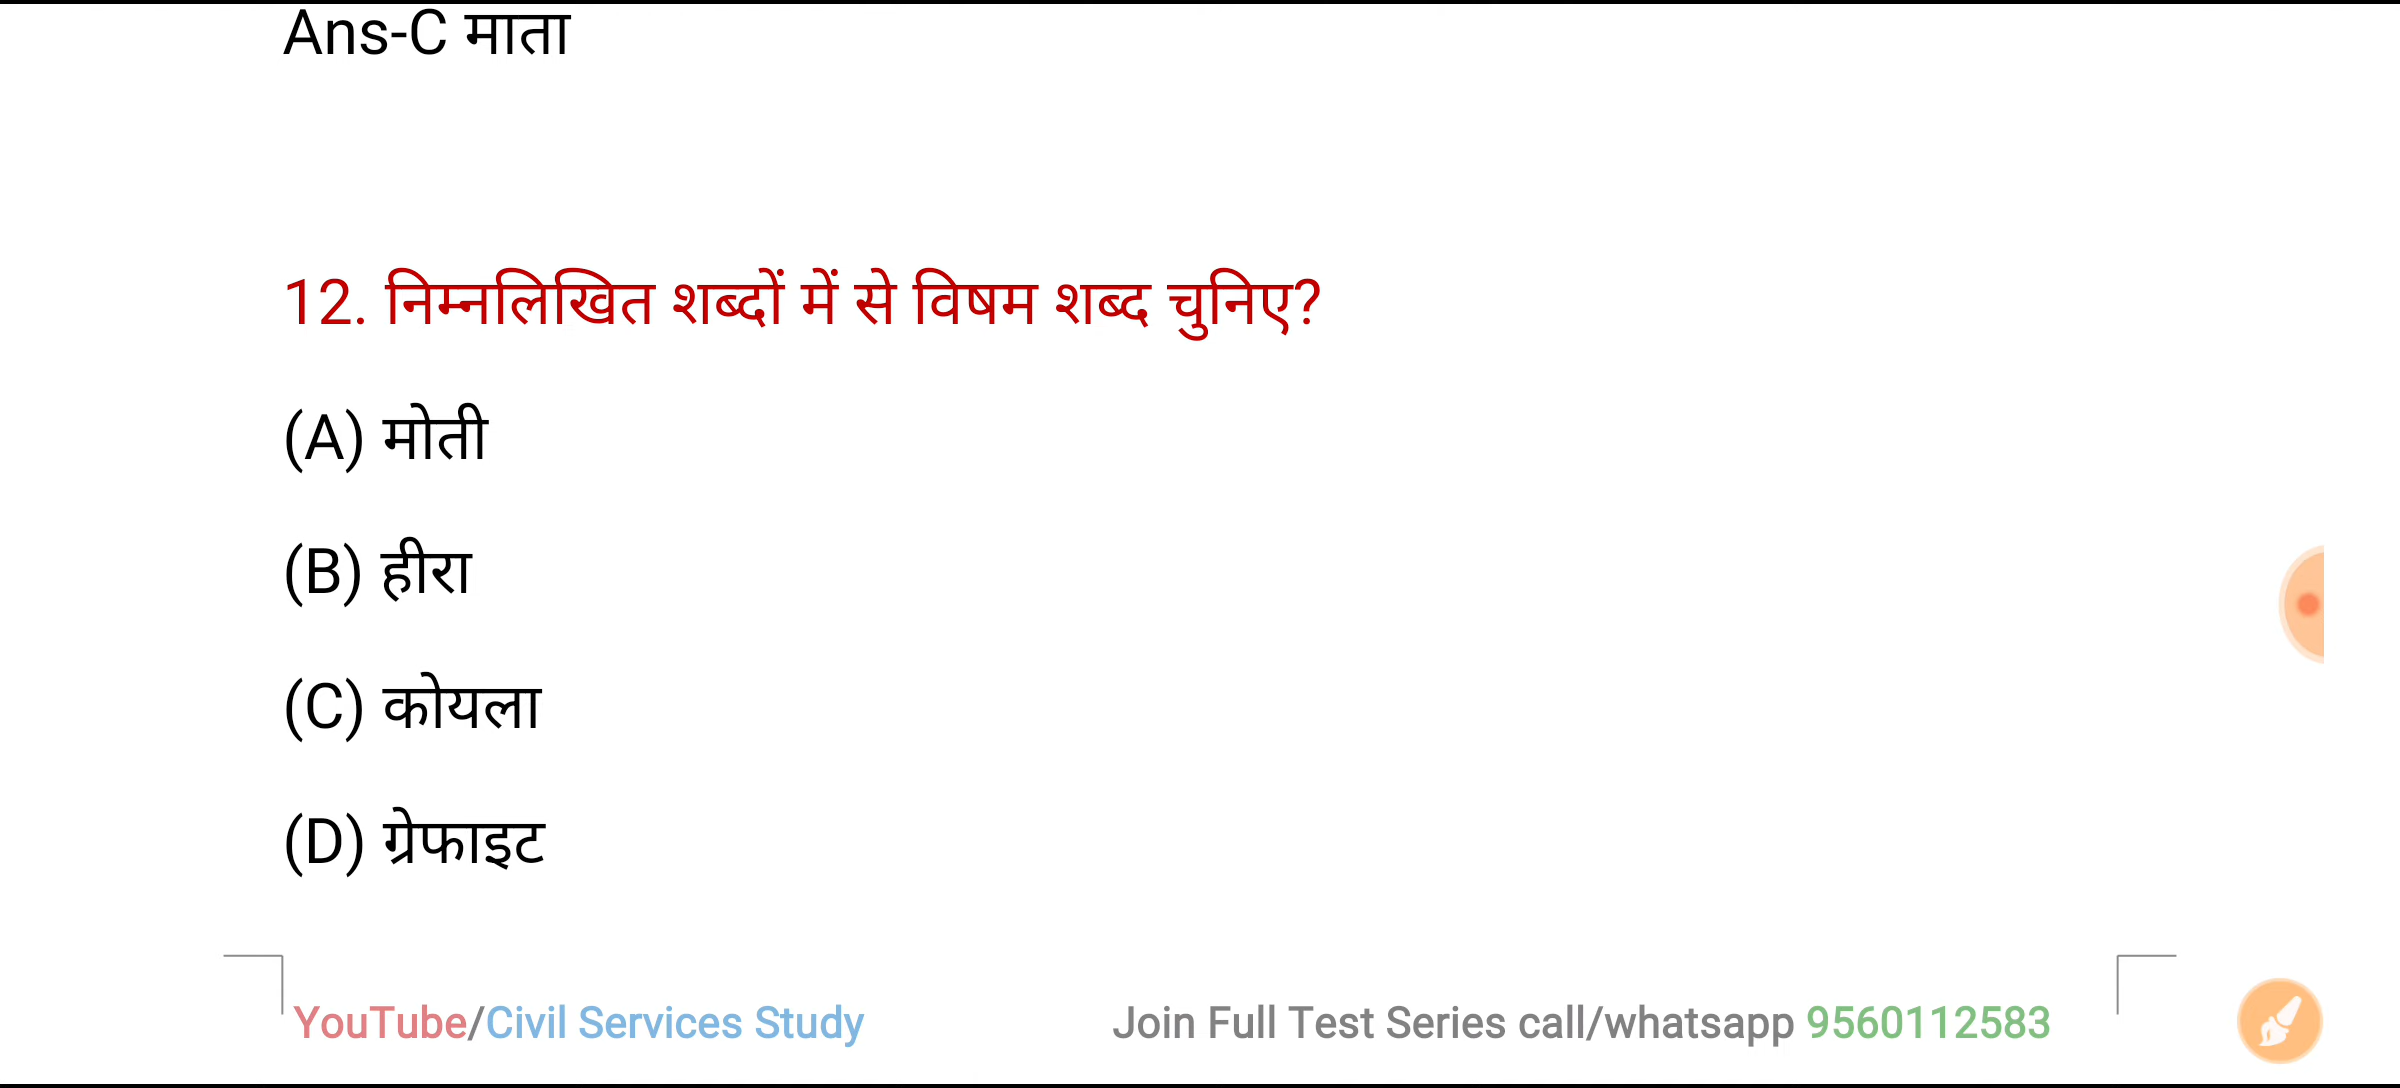 Ans-C माता
12. निम्नलिखित शब्दों में से विषम शब्द चुनिए?
(A) मोती
(B) हीरा
(C) कोयला
(D) ग्रेफाइट
YouTube/Civil Services Study Join Full Test Series call/whatsapp 9560112583